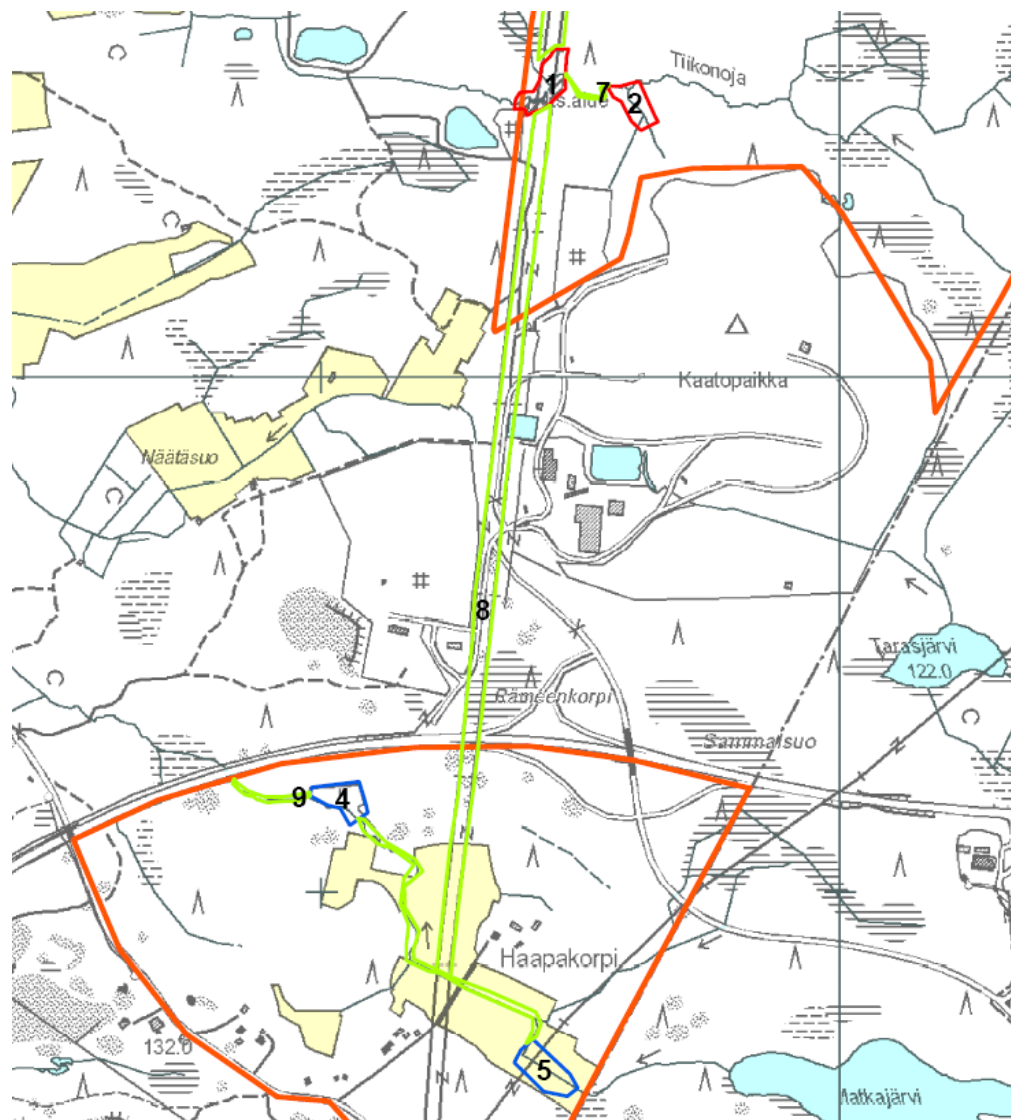 Tiikonoja
1
7
2
Kaatopaikka
Näätäsuo
8
Tarasjärvi
122.0
Rämeenkorpi
Sammalsuo
9
4
Haapakorpi
132.0
5
Matkajärvi